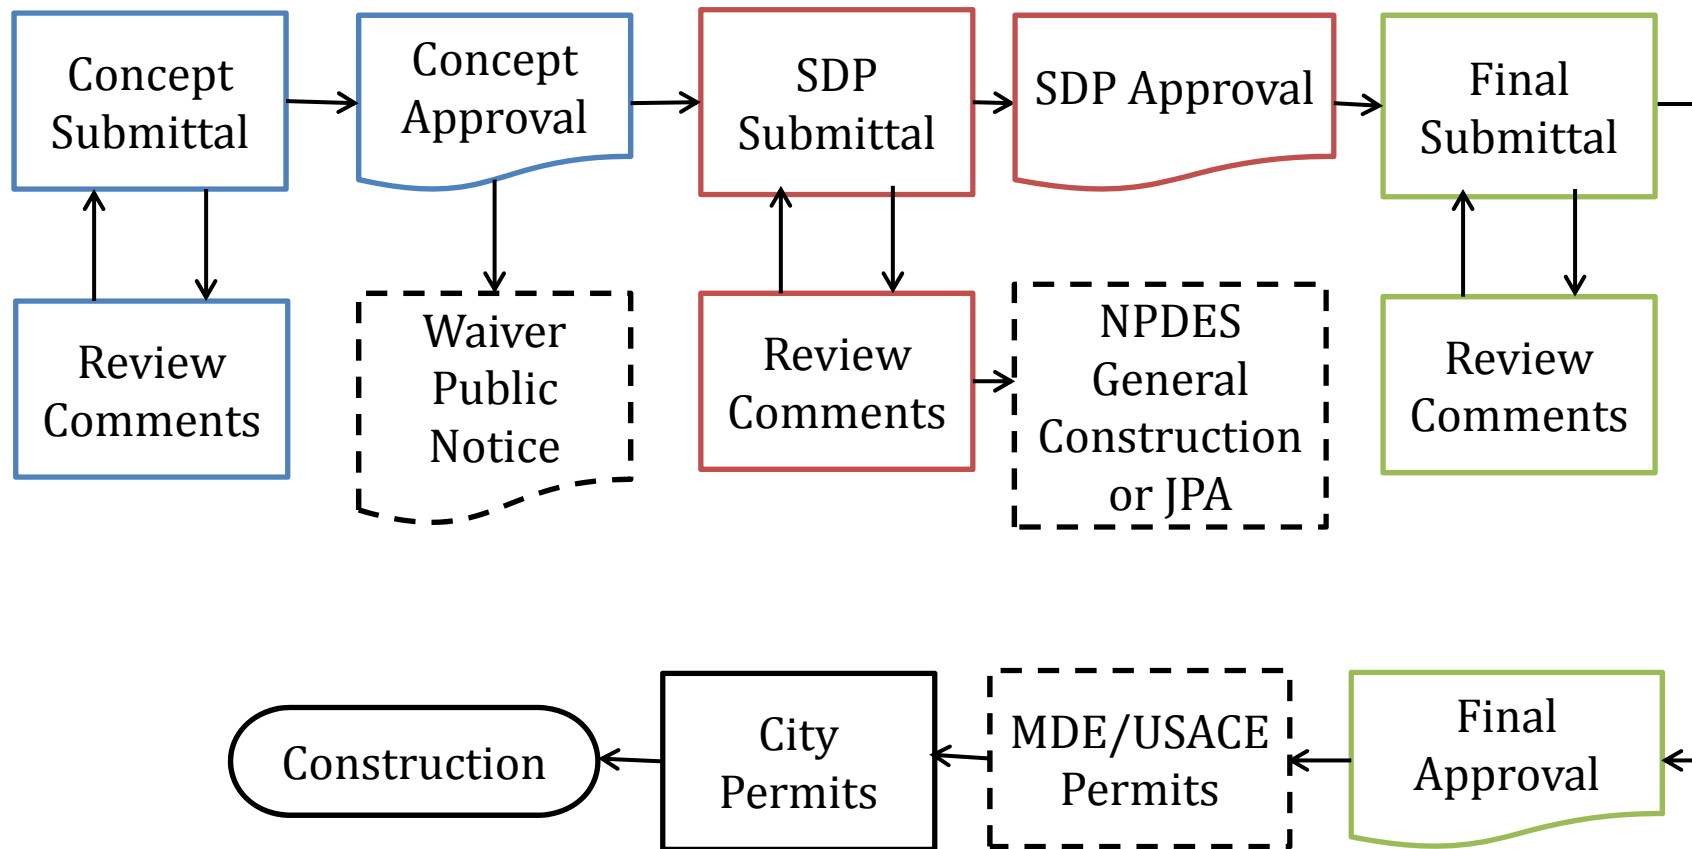 Concept
Submittal
Concept
Approval
SDP
Submittal
SDP Approval
Final
Submittal
Review
Comments
Waiver
Public
Notice
Review
Comments
NPDES
General
Construction
or JPA
Review
Comments
Construction
City
Permits
MDE/USACE
Permits
Final
Approval